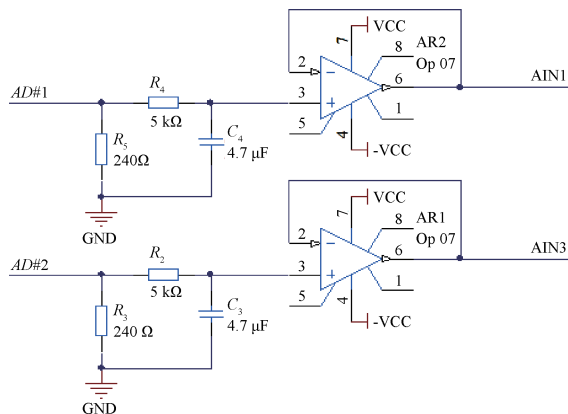 VCC
7
8
AR2
Op 07
2
6
AIN1
AD#1
R4
5 kΩ
3
1
5
4
-VCC
R5
240Ω
C4
4.7 μF
GND
VCC
7
8
AR1
Op 07
2
6
AIN3
AD#2
R2
5 kΩ
3
1
5
4
-VCC
R3
240 Ω
C3
4.7 μF
GND